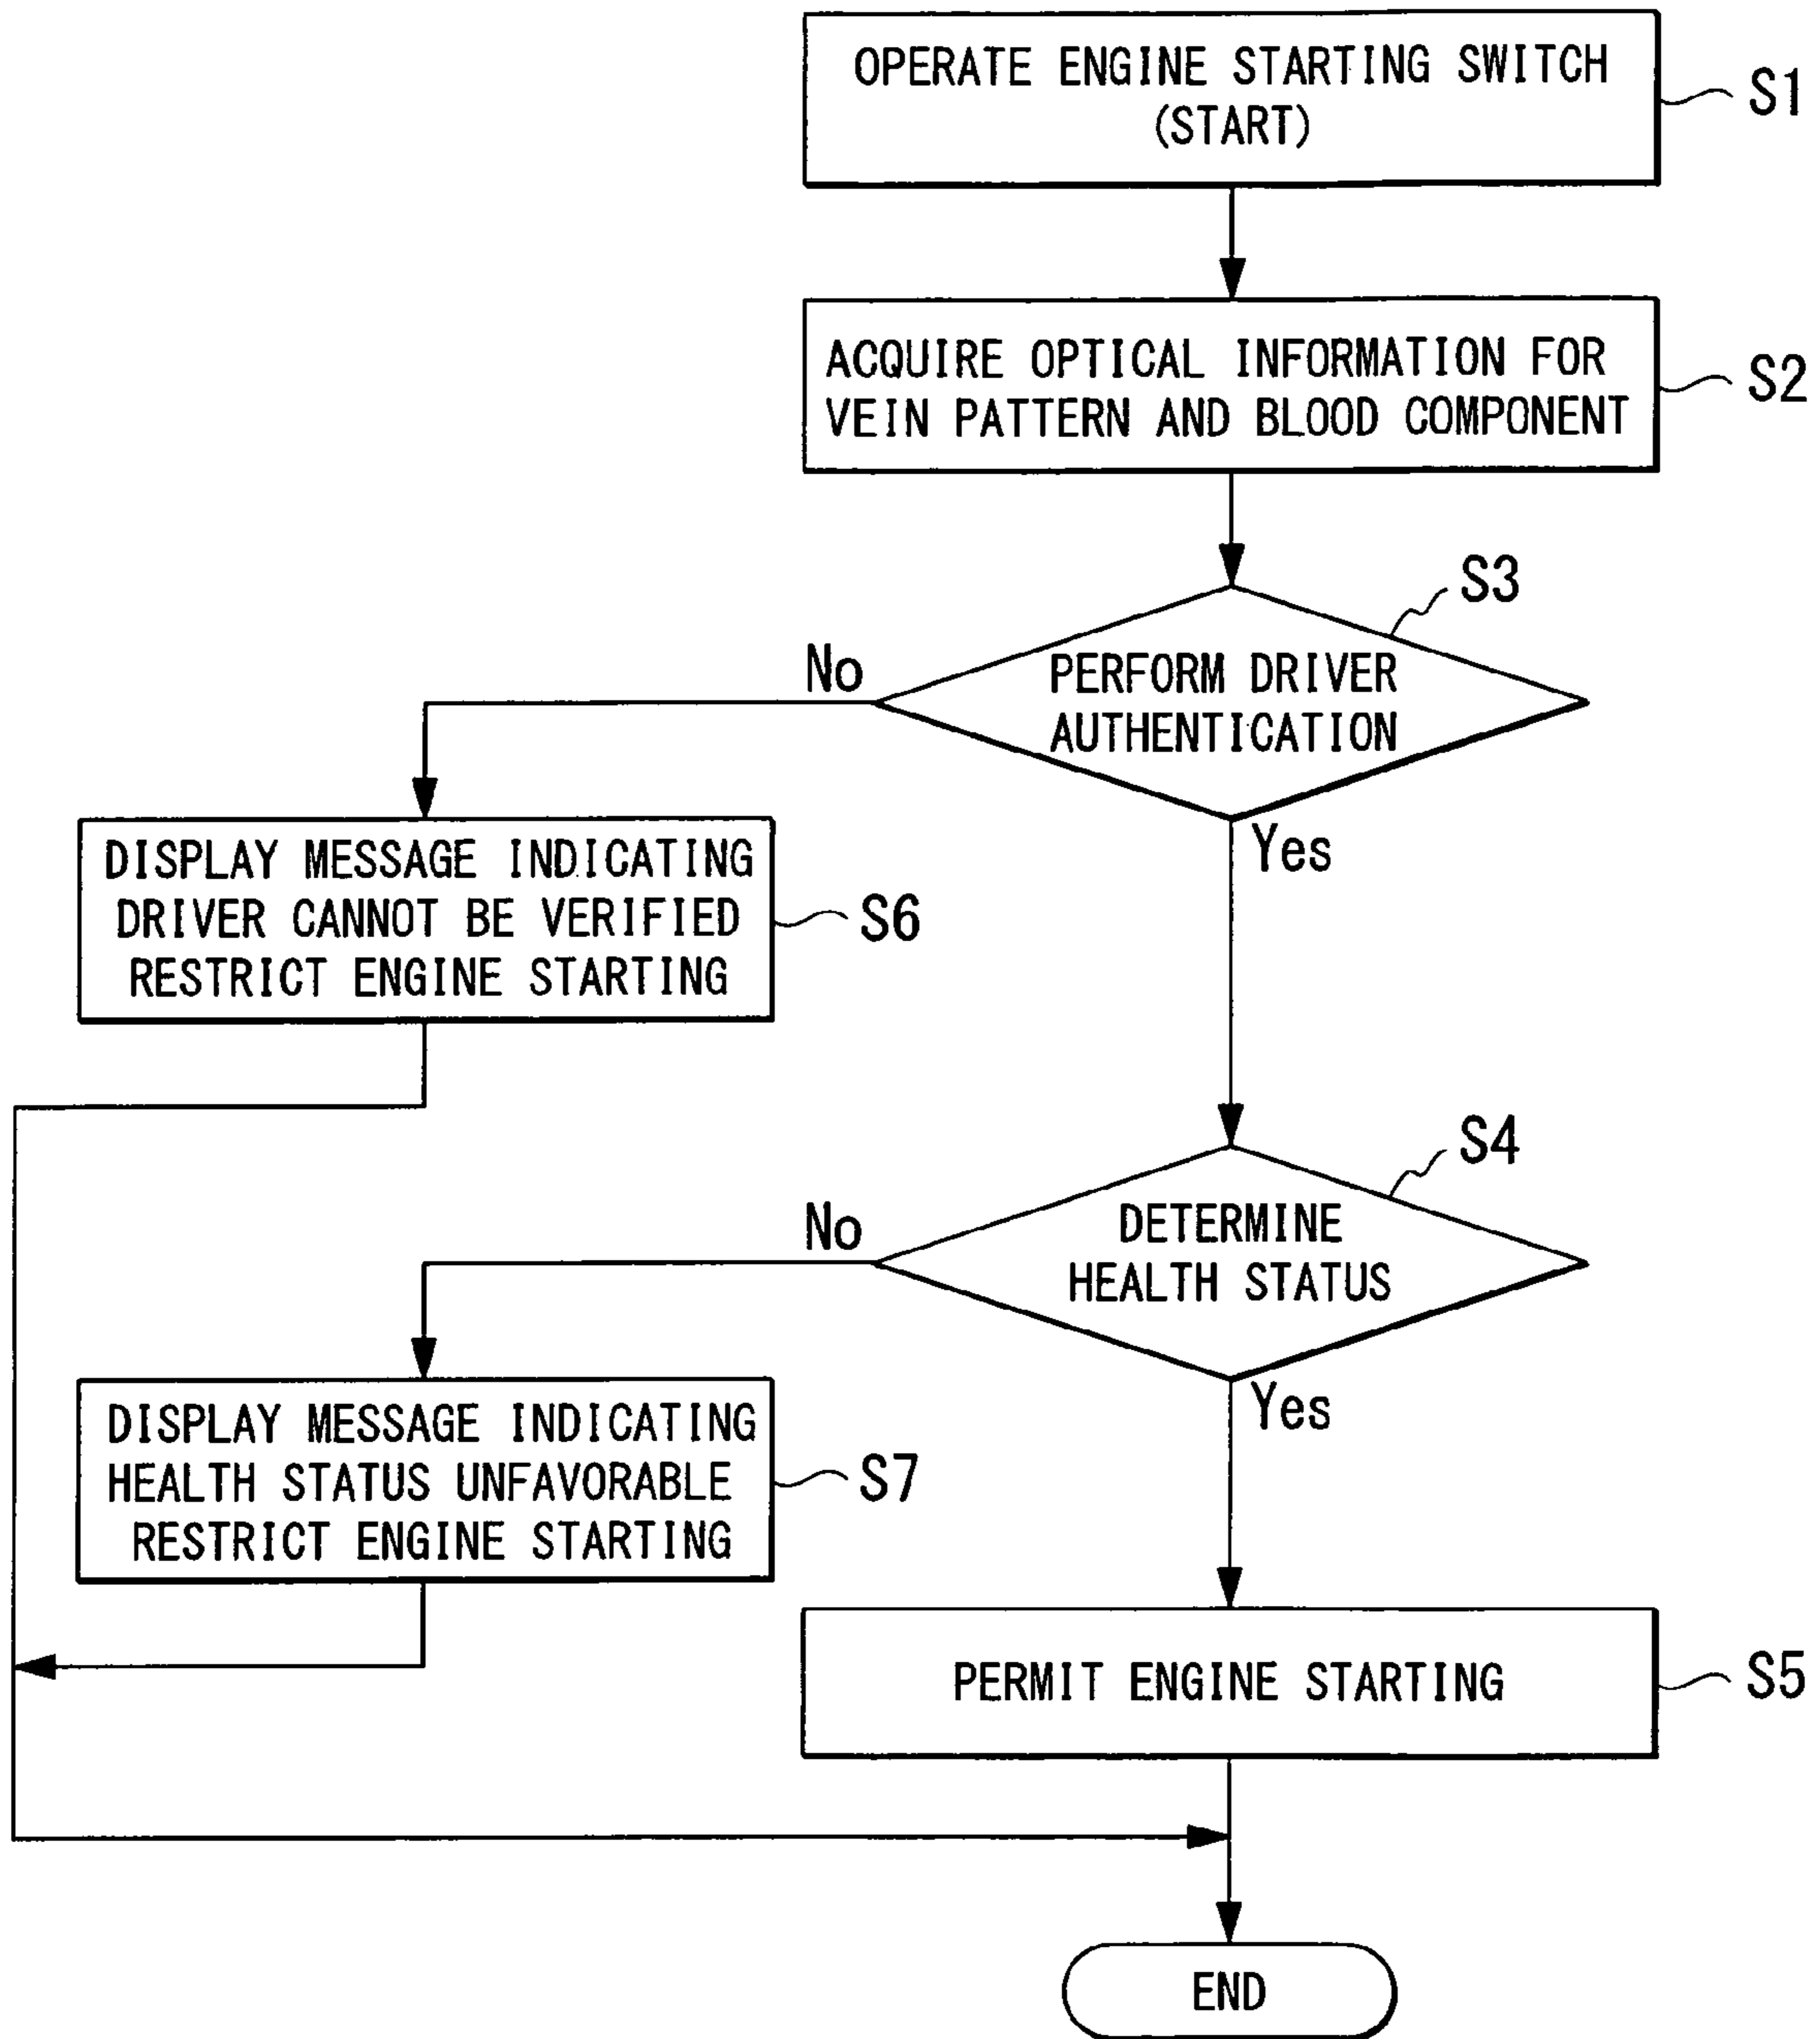 OPERATE ENGINE STARTING SWITCH
(START)
S1
ACQUIRE OPTICAL INFORMATION FOR
VEIN PATTERN AND BLOOD COMPONENT
S2
S3
PERFORM DRIVER
AUTHENTICATION
No
Yes
DISPLAY MESSAGE INDICATING
DRIVER CANNOT BE VERIFIED
RESTRICT ENGINE STARTING
S6
S4
DETERMINE
HEALTH STATUS
No
Yes
DISPLAY MESSAGE INDICATING
HEALTH STATUS UNFAVORABLE
RESTRICT ENGINE STARTING
S7
PERMIT ENGINE STARTING
S5
END